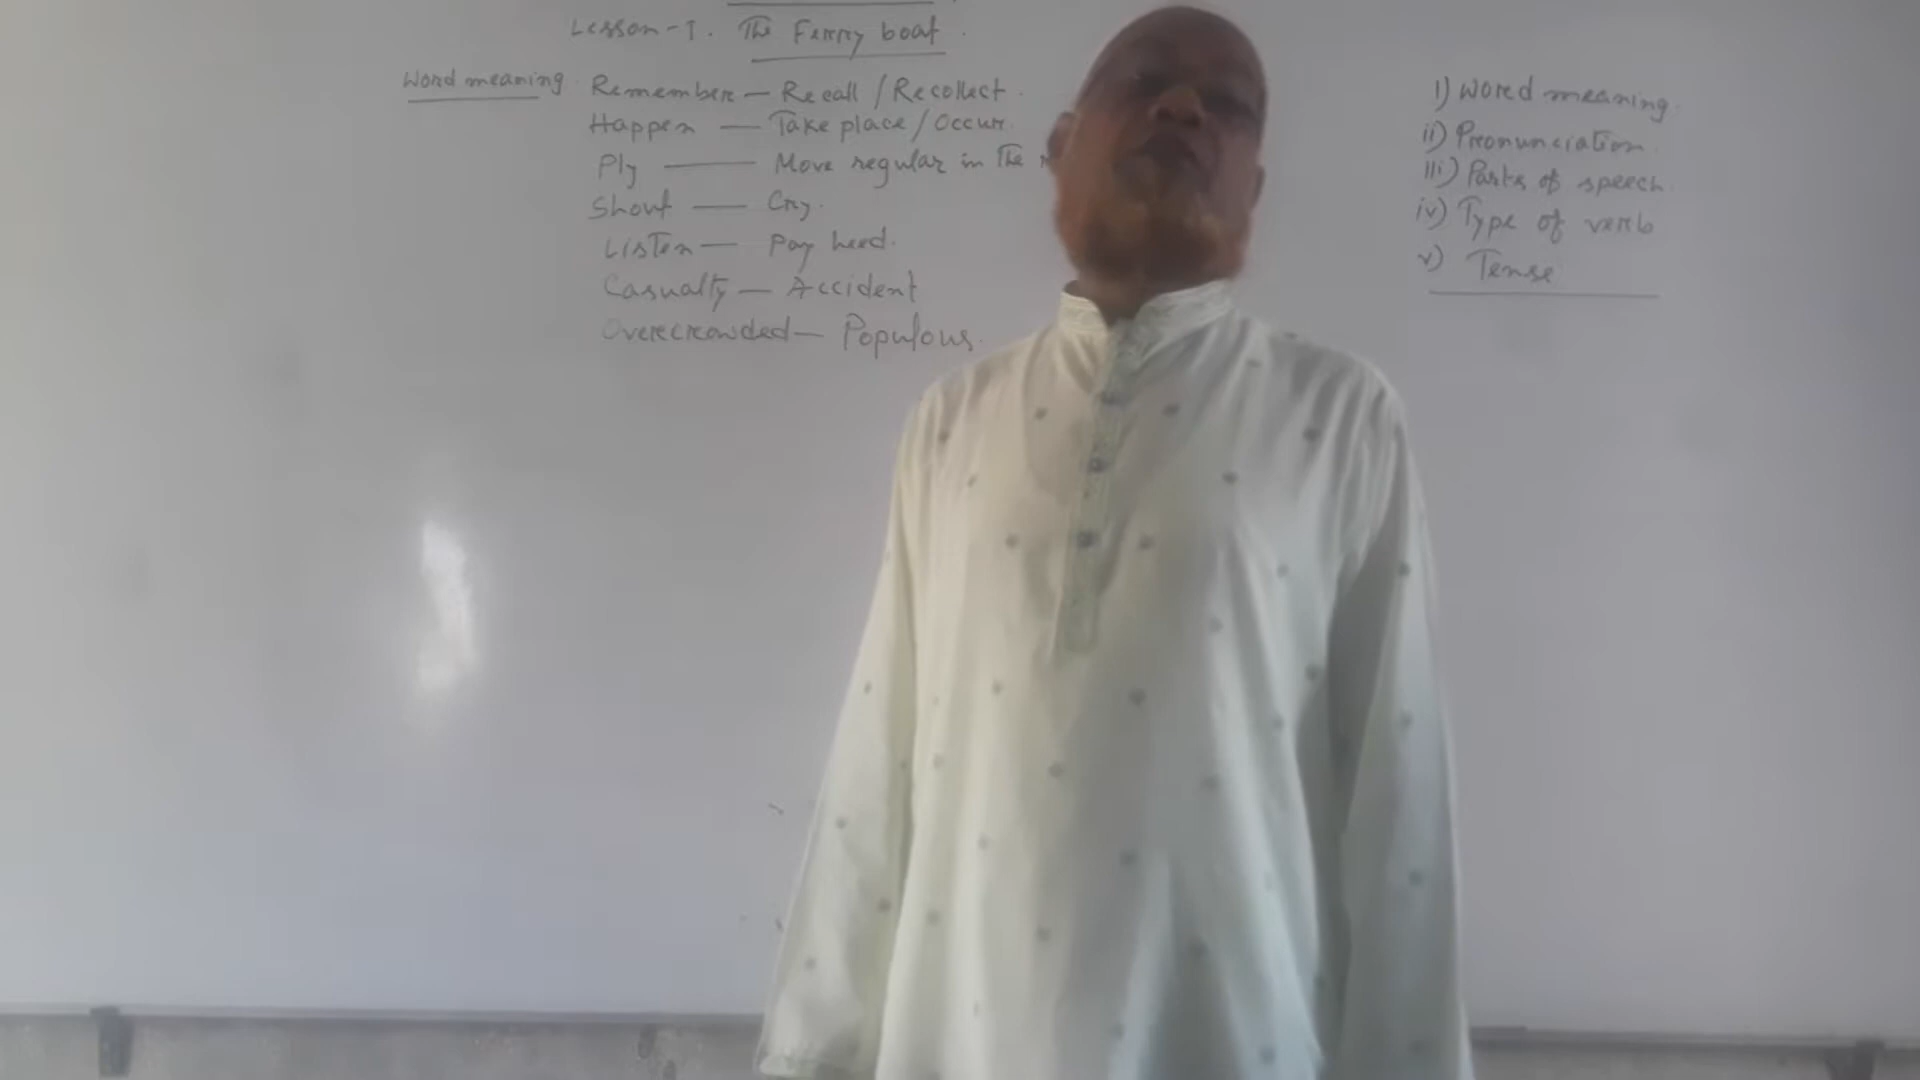 Lesson-1. The Ferry boat.
Word meaning. Remember — Recall / Recollect.
Happen — Take place / Occur.
Ply — Move regular in the
Shout — Cry.
Listen — Pay heed.
Casualty — Accident
Overcrowded — Populous.
i) Word meaning.
ii) Pronunciation.
iii) Parts of speech.
iv) Type of verb
v) Tense